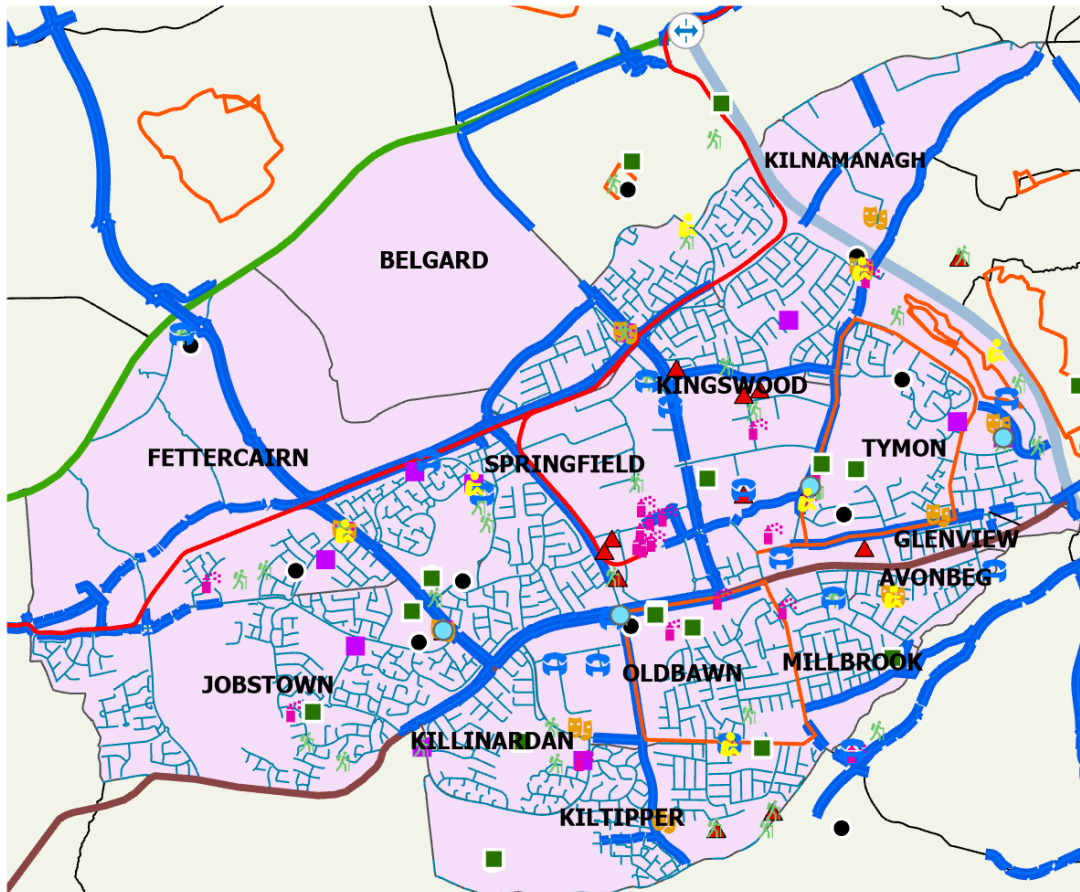 KILNAMANAGH
BELGARD
KINGSWOOD
TYMON
FETTERCAIRN
SPRINGFIELD
GLENVIEW
AVONBEG
MILLBROOK
OLDBAWN
JOBSTOWN
KILLINARDAN
KILTIPPER